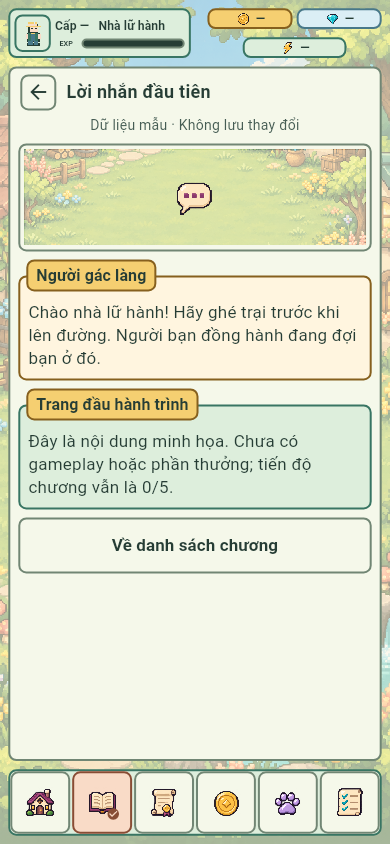 Cấp — Nhà lữ hành
EXP
—
—
—
Lời nhắn đầu tiên
Dữ liệu mẫu · Không lưu thay đổi
Người gác làng
Chào nhà lữ hành! Hãy ghé trại trước khi
lên đường. Người bạn đồng hành đang đợi
bạn ở đó.
Trang đầu hành trình
Đây là nội dung minh họa. Chưa có
gameplay hoặc phần thưởng; tiến độ
chương vẫn là 0/5.
Về danh sách chương